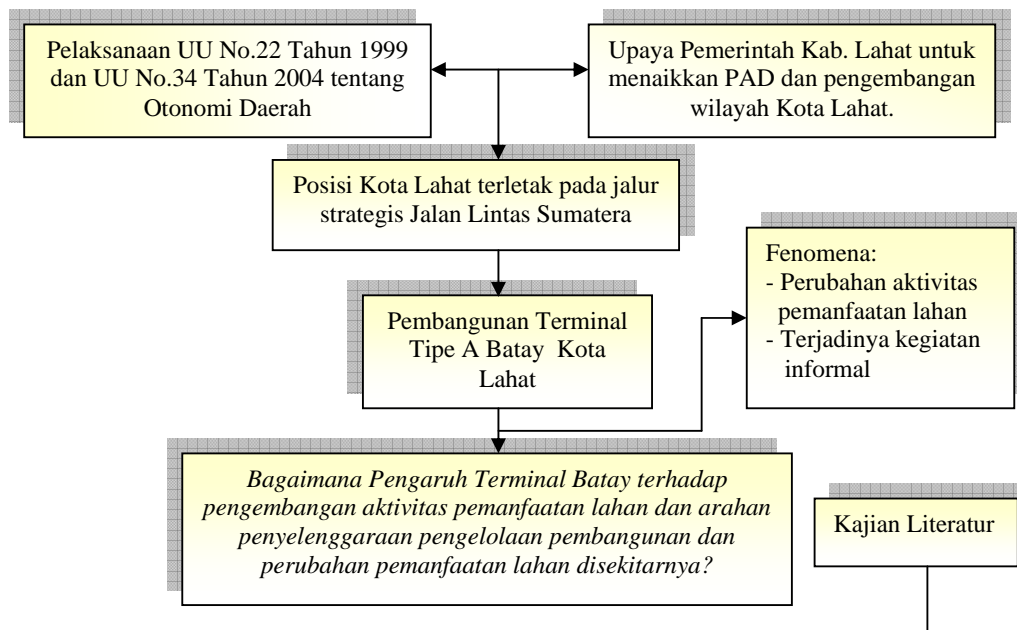 Pelaksanaan UU No.22 Tahun 1999
dan UU No.34 Tahun 2004 tentang
Otonomi Daerah
Upaya Pemerintah Kab. Lahat untuk
menaikkan PAD dan pengembangan
wilayah Kota Lahat.
Posisi Kota Lahat terletak pada jalur
strategis Jalan Lintas Sumatera
Fenomena:
- Perubahan aktivitas
pemanfaatan lahan
- Terjadinya kegiatan
informal
Pembangunan Terminal
Tipe A Batay Kota
Lahat
Bagaimana Pengaruh Terminal Batay terhadap
pengembangan aktivitas pemanfaatan lahan dan arahan
penyelenggaraan pengelolaan pembangunan dan
perubahan pemanfaatan lahan disekitarnya?
Kajian Literatur